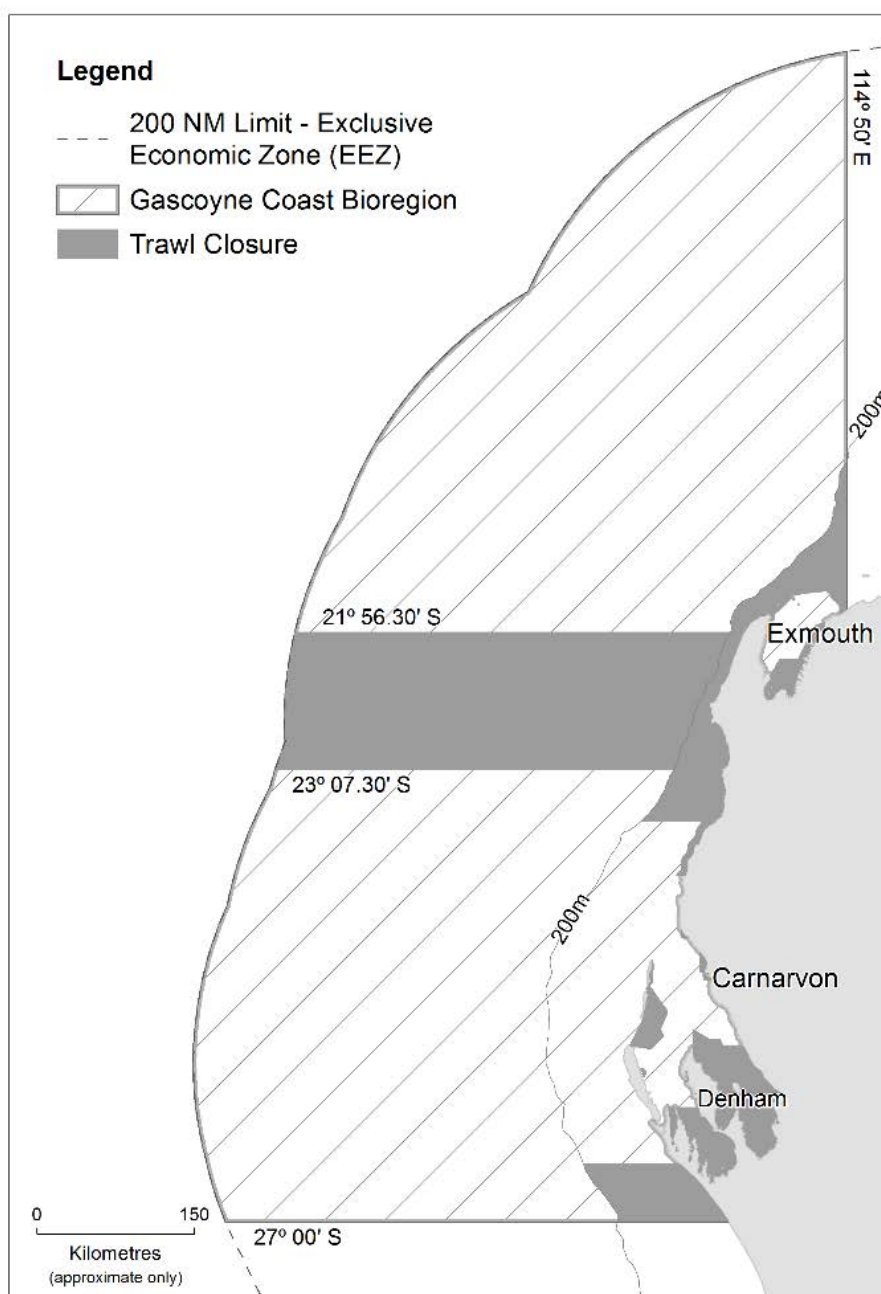 Legend
200 NM Limit - Exclusive
Economic Zone (EEZ)
Gascoyne Coast Bioregion
Trawl Closure
114° 50' E
200m
21° 56.30' S
Exmouth
23° 07.30' S
200m
Carnarvon
Denham
0 150
Kilometres
(approximate only)
27° 00' S